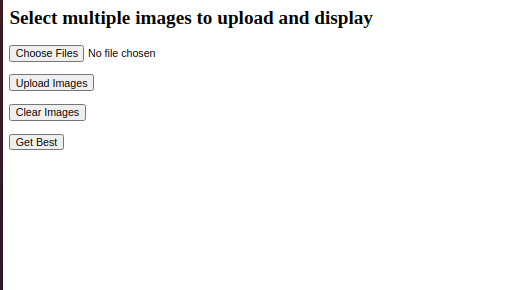 Select multiple images to upload and display
Choose Files No file chosen
Upload Images
Clear Images
Get Best